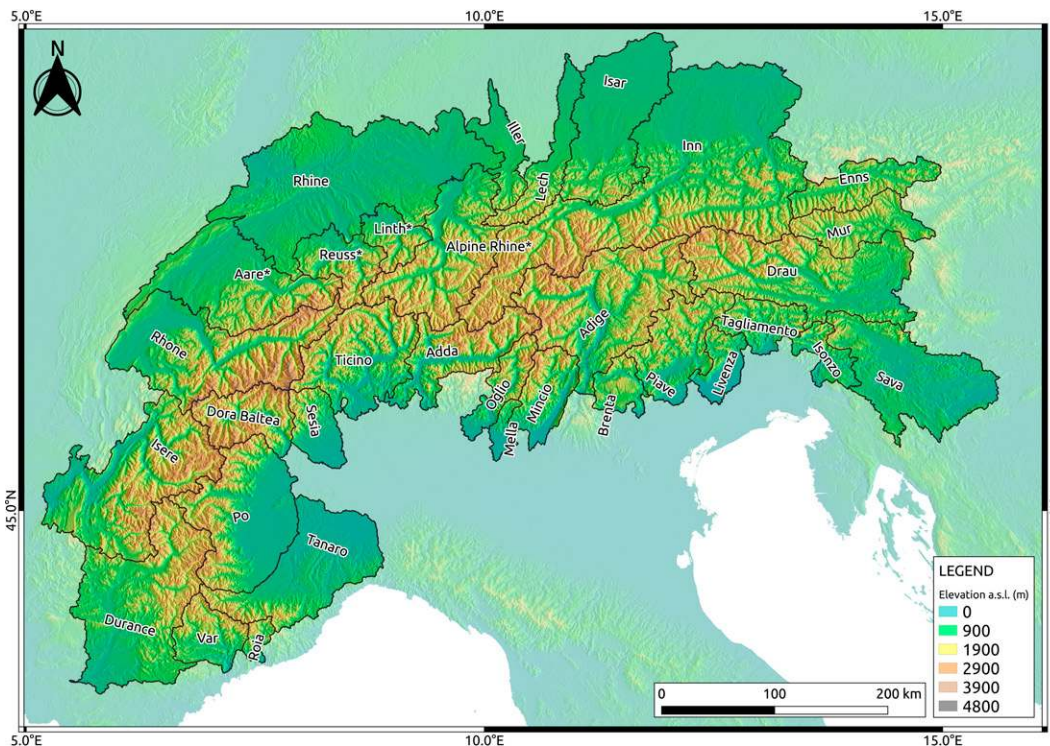 5.0°E
10.0°E
15.0°E
N
Isar
Iller
Inn
Lech
Rhine
Enns
Linth*
Mur
Alpine Rhine*
Reuss*
Aare*
Drau
Adige
Tagliamento
Rhone
Ticino
Adda
Isonzo
Piave
Livenza
Sava
Oglio
Mincio
Brenta
Dora Baltea
Sesia
Mella
Isere
45.0°N
Po
Tanaro
LEGEND
Elevation a.s.l. (m)
0
900
1900
2900
3900
4800
Durance
Var
Roia
0 100 200 km
5.0°E
10.0°E
15.0°E